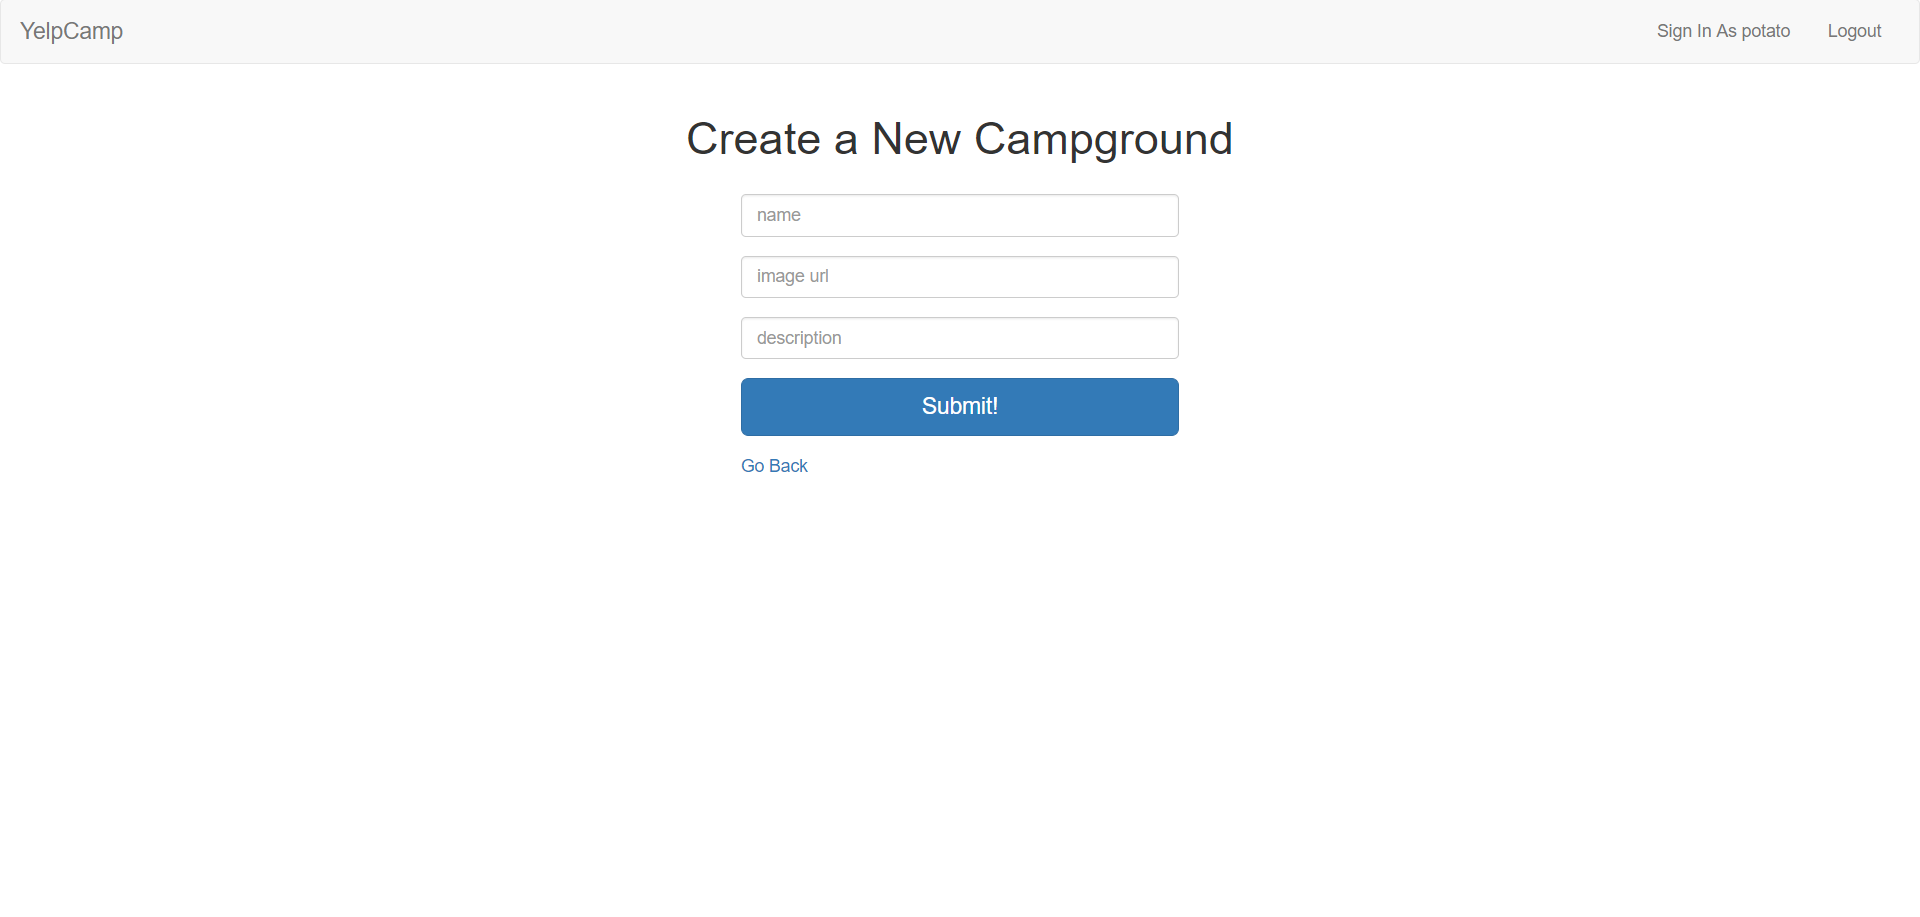 YelpCamp Sign In As potato Logout
Create a New Campground
name
image url
description
Submit!
Go Back